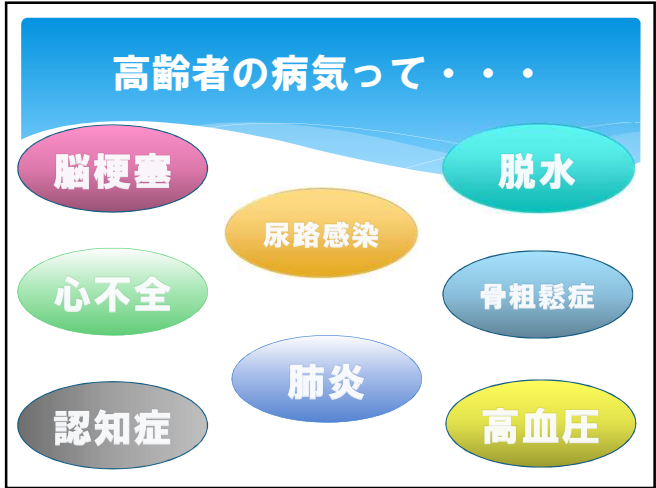 高齢者の病気って・・・
脳梗塞
脱水
尿路感染
心不全
骨粗鬆症
肺炎
認知症
高血圧